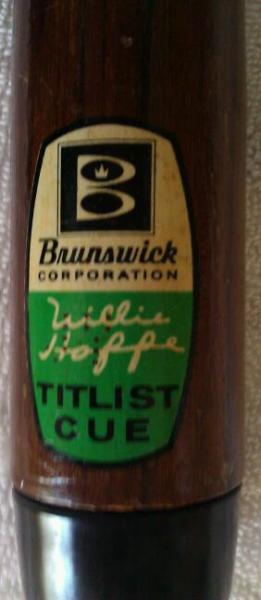 B
Brunswick
CORPORATION
Willie
Hoppe
TITLIST
CUE